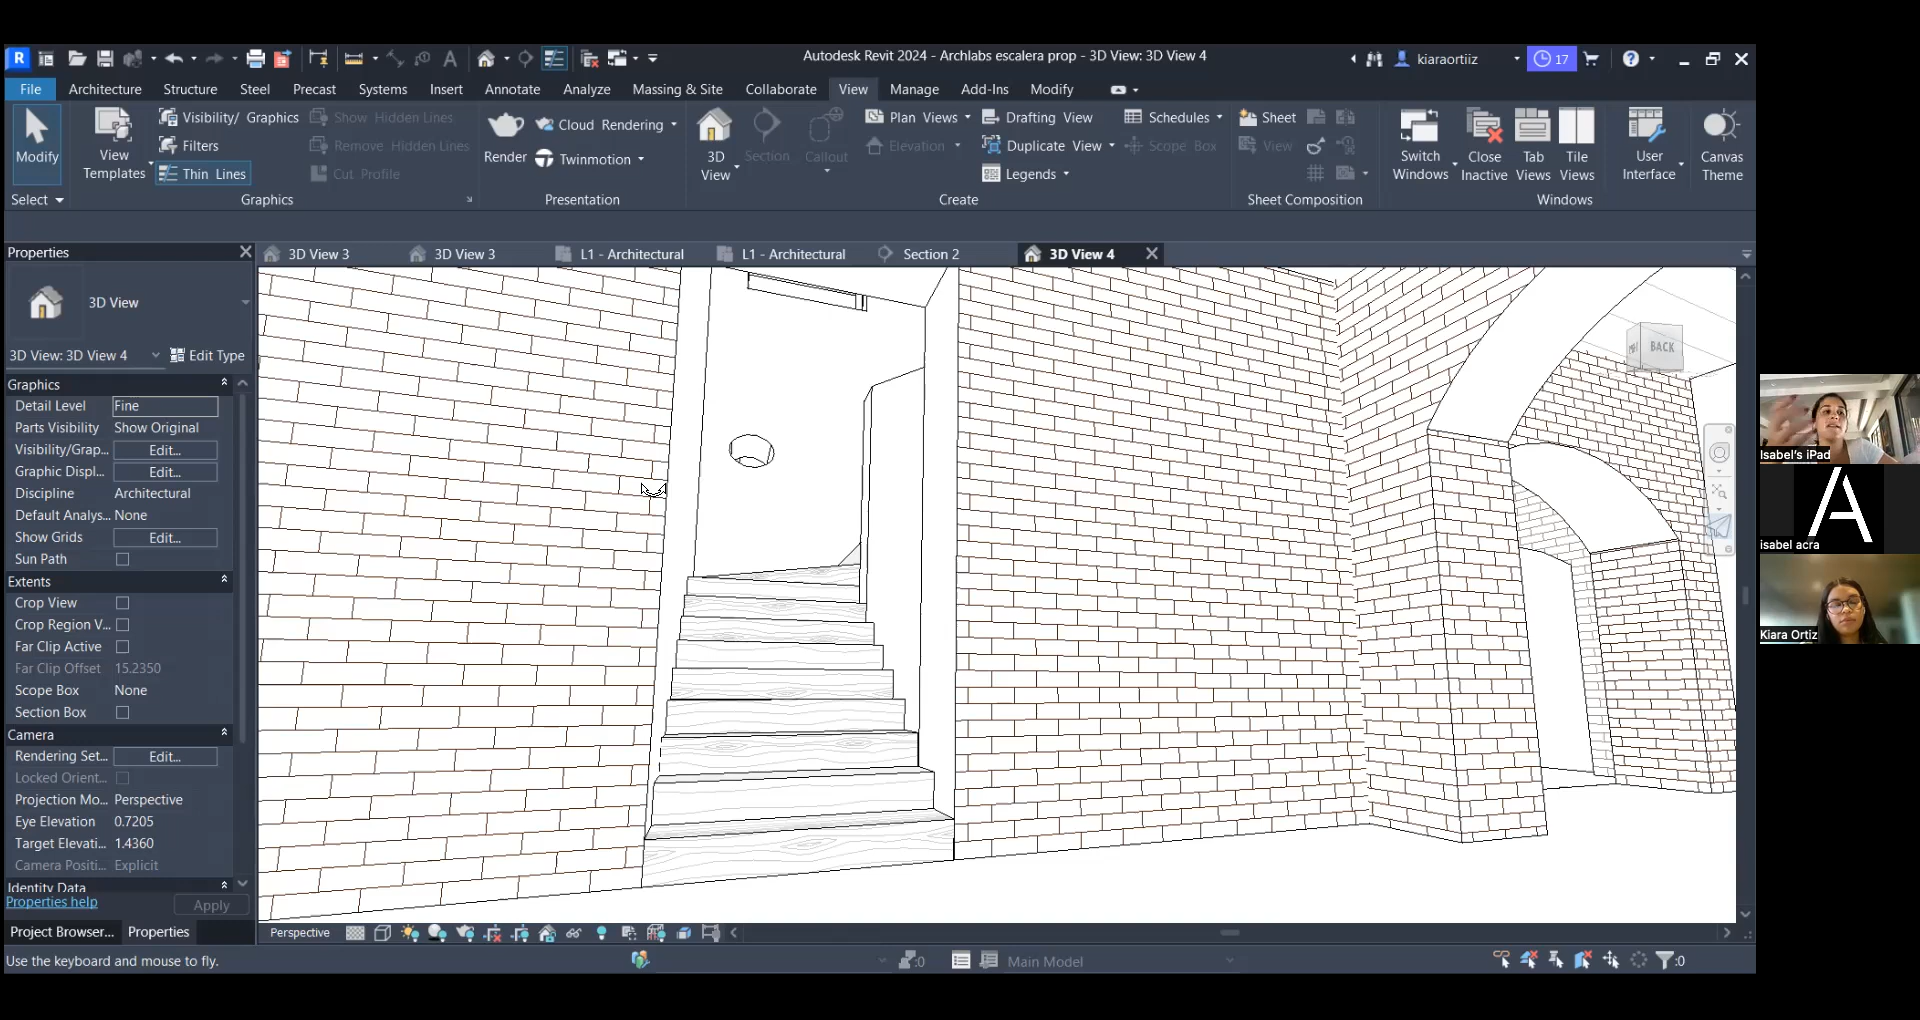 R
Autodesk Revit 2024 - Archlabs escalera prop - 3D View: 3D View 4
kiaraortiiz
17
File Architecture Structure Steel Precast Systems Insert Annotate Analyze Massing & Site Collaborate View Manage Add-Ins Modify
Modify
View Templates
Visibility/ Graphics
Filters
Thin Lines
Show Hidden Lines
Remove Hidden Lines
Cut Profile
Render
Cloud Rendering
Twinmotion
3D View
Section
Callout
Plan Views
Elevation
Drafting View
Duplicate View
Legends
Schedules
Scope Box
Sheet
View
Switch Windows
Close Inactive
Tab Views
Tile Views
User Interface
Canvas Theme
Select Graphics Presentation Create Sheet Composition Windows
Properties
3D View 3 3D View 3 L1 - Architectural L1 - Architectural Section 2 3D View 4
3D View
3D View: 3D View 4 Edit Type
Graphics
Detail Level Fine
Parts Visibility Show Original
Visibility/Grap... Edit...
Graphic Displ... Edit...
Discipline Architectural
Default Analys... None
Show Grids Edit...
Sun Path
Extents
Crop View
Crop Region V...
Far Clip Active
Far Clip Offset 15.2350
Scope Box None
Section Box
Camera
Rendering Set... Edit...
Locked Orient...
Projection Mo... Perspective
Eye Elevation 0.7205
Target Elevati... 1.4360
Camera Positi... Explicit
Identity Data
Properties help Apply
Project Browser... Properties
Perspective
Use the keyboard and mouse to fly.
:0
Main Model
:0
BACK
Isabel's iPad
A
isabel acra
Kiara Ortiz